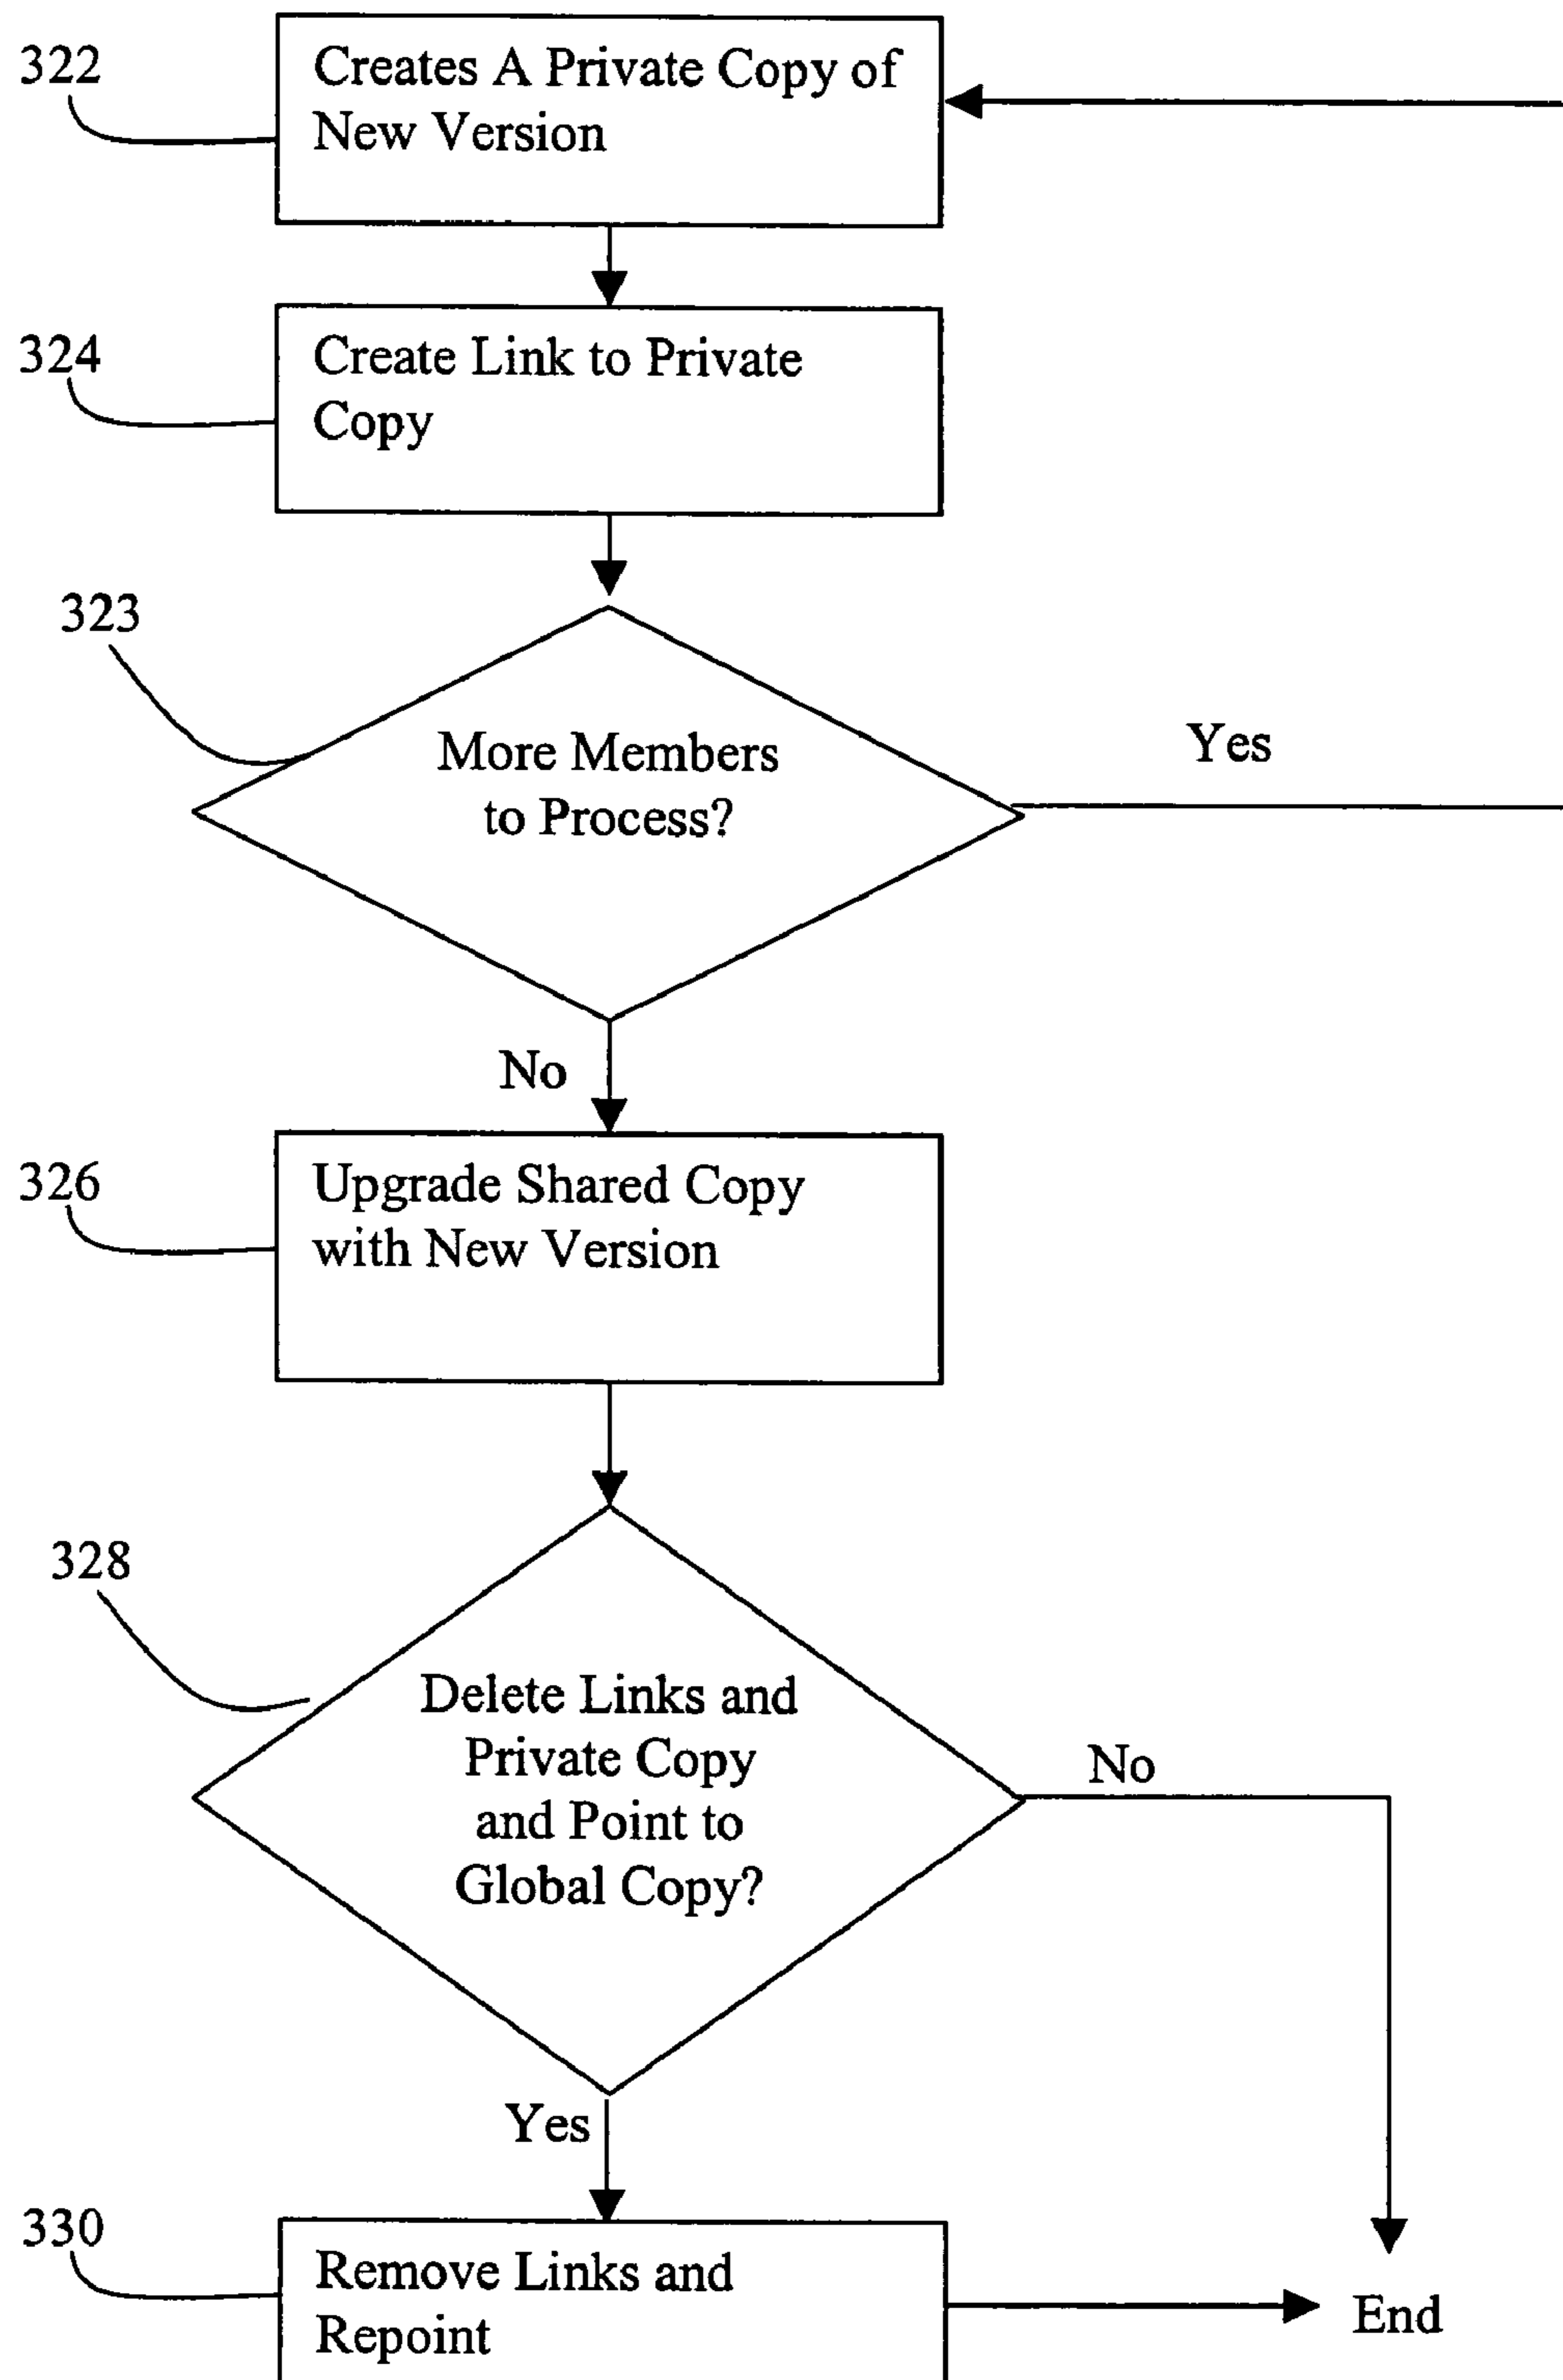 322
Creates A Private Copy of
New Version
324
Create Link to Private
Copy
323
More Members
to Process?
Yes
No
326
Upgrade Shared Copy
with New Version
328
Delete Links and
Private Copy
and Point to
Global Copy?
No
Yes
330
Remove Links and
Repoint
End